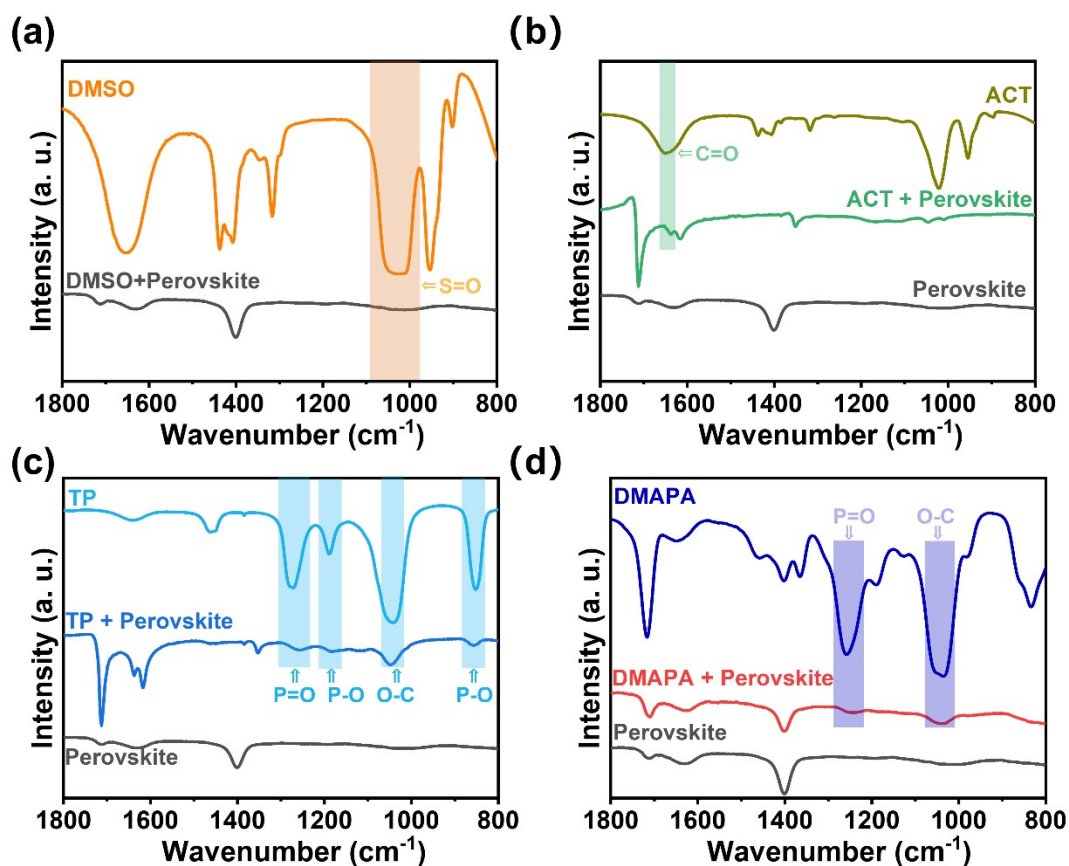 (a)
DMSO
DMSO+Perovskite
⇐S=O
Intensity (a. u.)
1800 1600 1400 1200 1000 800
Wavenumber (cm⁻¹)
(b)
ACT
⇐C=O
ACT + Perovskite
Perovskite
Intensity (a. u.)
1800 1600 1400 1200 1000 800
Wavenumber (cm⁻¹)
(c)
TP
TP + Perovskite
⇑ ⇑ ⇑ ⇑
P=O P-O O-C P-O
Perovskite
Intensity (a. u.)
1800 1600 1400 1200 1000 800
Wavenumber (cm⁻¹)
(d)
DMAPA
P=O O-C
⇓ ⇓
DMAPA + Perovskite
Perovskite
Intensity (a. u.)
1800 1600 1400 1200 1000 800
Wavenumber (cm⁻¹)